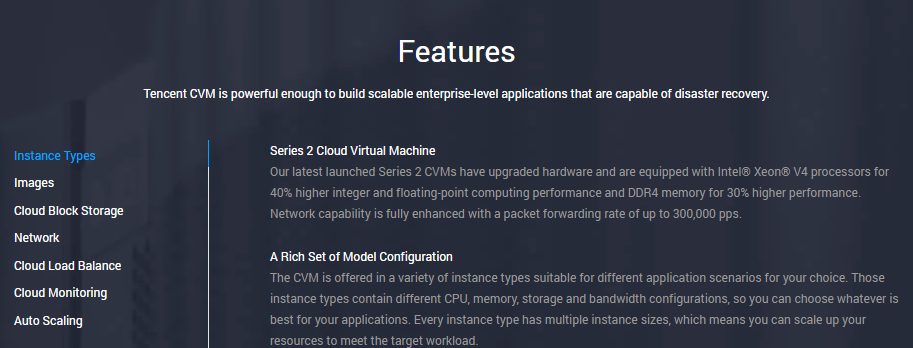 Features
Tencent CVM is powerful enough to build scalable enterprise-level applications that are capable of disaster recovery.
Instance Types
Images
Cloud Block Storage
Network
Cloud Load Balance
Cloud Monitoring
Auto Scaling
Series 2 Cloud Virtual Machine
Our latest launched Series 2 CVMs have upgraded hardware and are equipped with Intel® Xeon® V4 processors for
40% higher integer and floating-point computing performance and DDR4 memory for 30% higher performance.
Network capability is fully enhanced with a packet forwarding rate of up to 300,000 pps.
A Rich Set of Model Configuration
The CVM is offered in a variety of instance types suitable for different application scenarios for your choice. Those
instance types contain different CPU, memory, storage and bandwidth configurations, so you can choose whatever is
best for your applications. Every instance type has multiple instance sizes, which means you can scale up your
resources to meet the target workload.